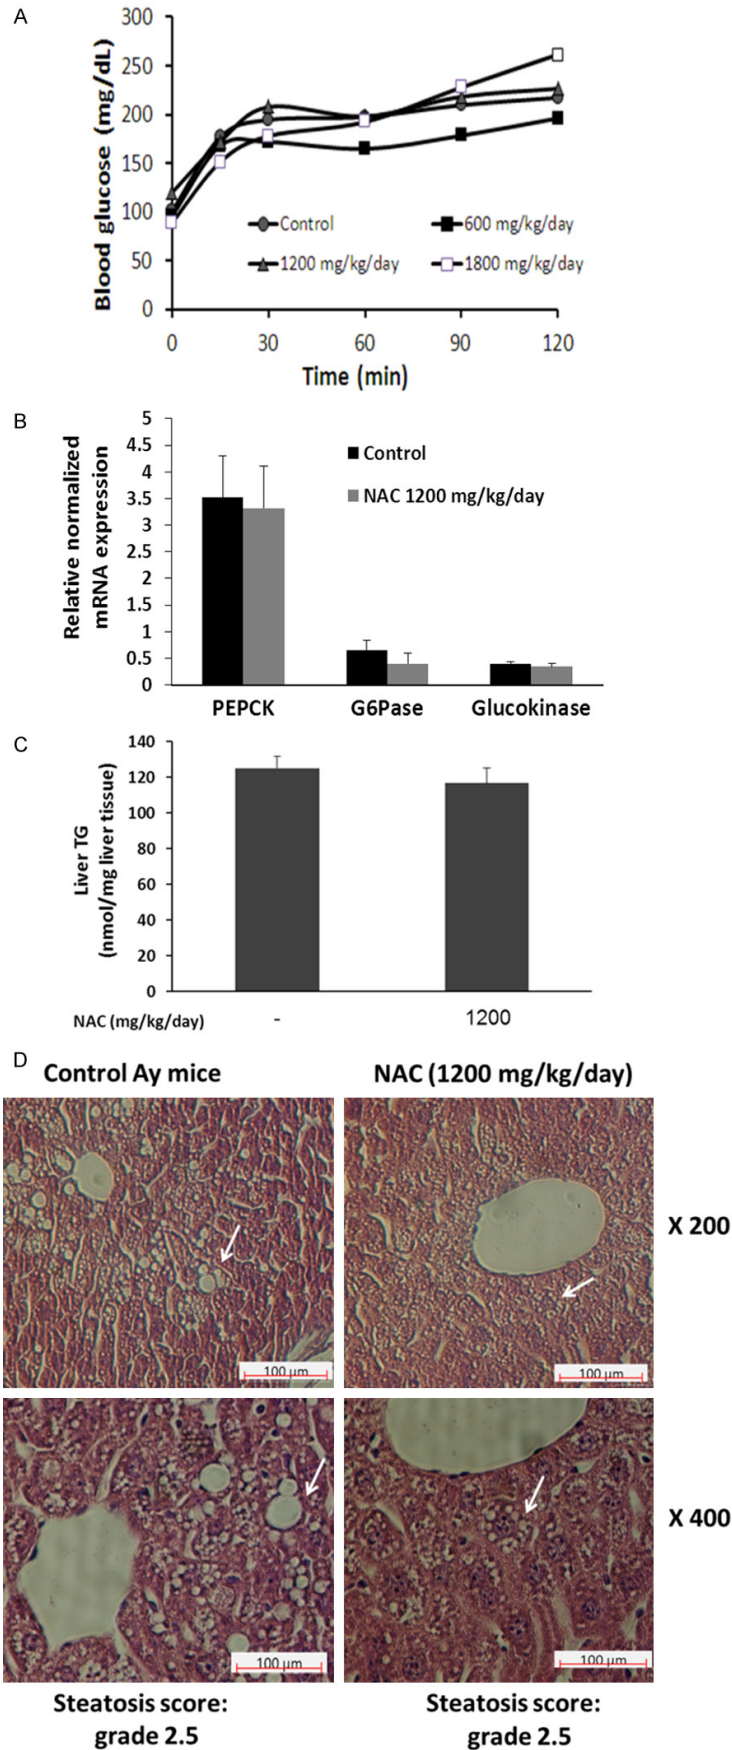 A
300
250
200
150
100
50
0
Blood glucose (mg/dL)
Control
600 mg/kg/day
1200 mg/kg/day
1800 mg/kg/day
0 30 60 90 120
Time (min)
B
5
4.5
4
3.5
3
2.5
2
1.5
1
0.5
0
Relative normalized
mRNA expression
Control
NAC 1200 mg/kg/day
PEPCK G6Pase Glucokinase
C
140
120
100
80
60
40
20
0
Liver TG
(nmol/mg liver tissue)
NAC (mg/kg/day) - 1200
D
Control Ay mice NAC (1200 mg/kg/day)
100 µm 100 µm
X 200
100 µm 100 µm
X 400
Steatosis score: Steatosis score:
grade 2.5 grade 2.5